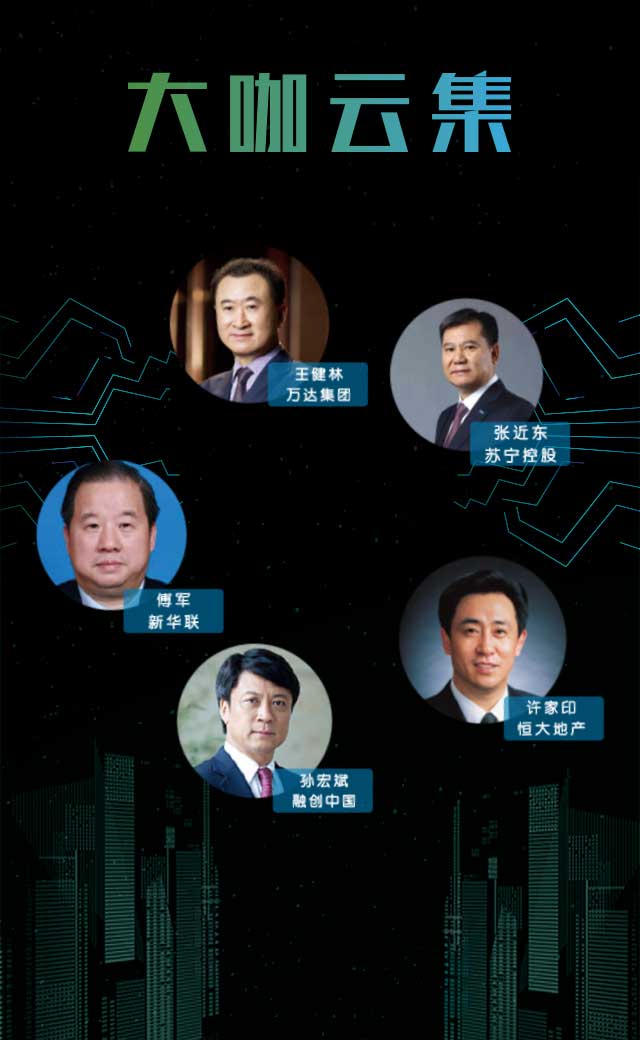 大咖云集
王健林
万达集团
张近东
苏宁控股
傅军
新华联
许家印
恒大地产
孙宏斌
融创中国